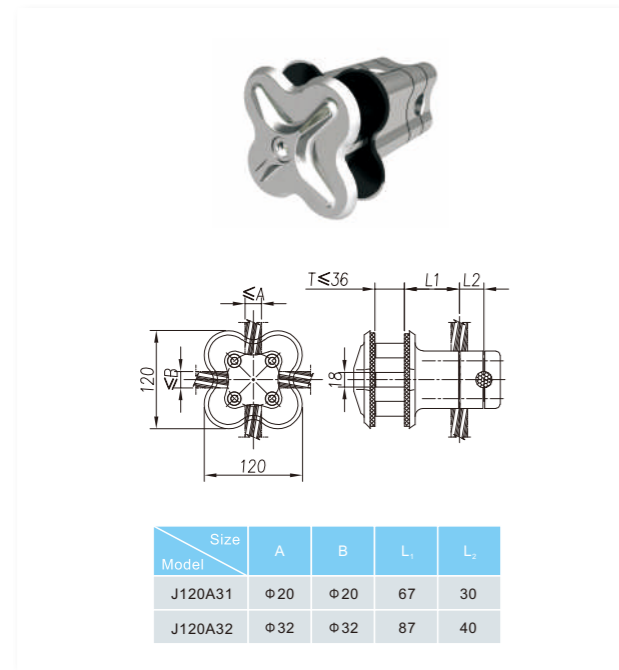 T≤36 L1 L2
≤A
120
≤B
18
120
Size
Model
A B L₁ L₂
J120A31 Φ20 Φ20 67 30
J120A32 Φ32 Φ32 87 40